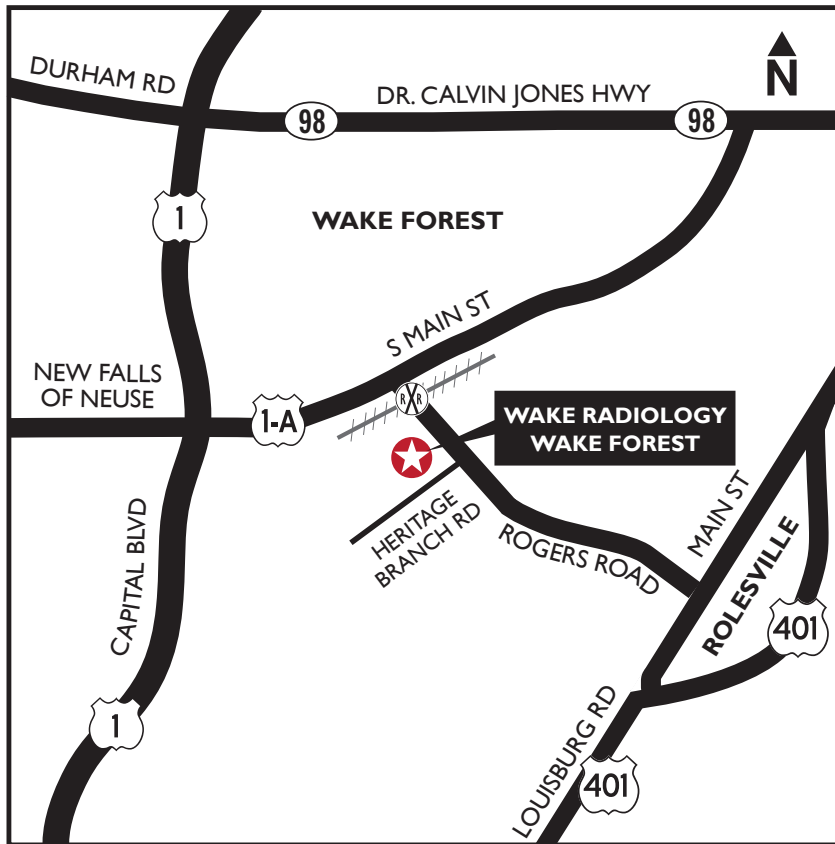 DURHAM RD
DR. CALVIN JONES HWY
N
98
98
1
WAKE FOREST
S MAIN ST
NEW FALLS
OF NEUSE
1-A
R R
WAKE RADIOLOGY
WAKE FOREST
HERITAGE
BRANCH RD
ROGERS ROAD
MAIN ST
ROLESVILLE
401
CAPITAL BLVD
1
LOUISBURG RD
401